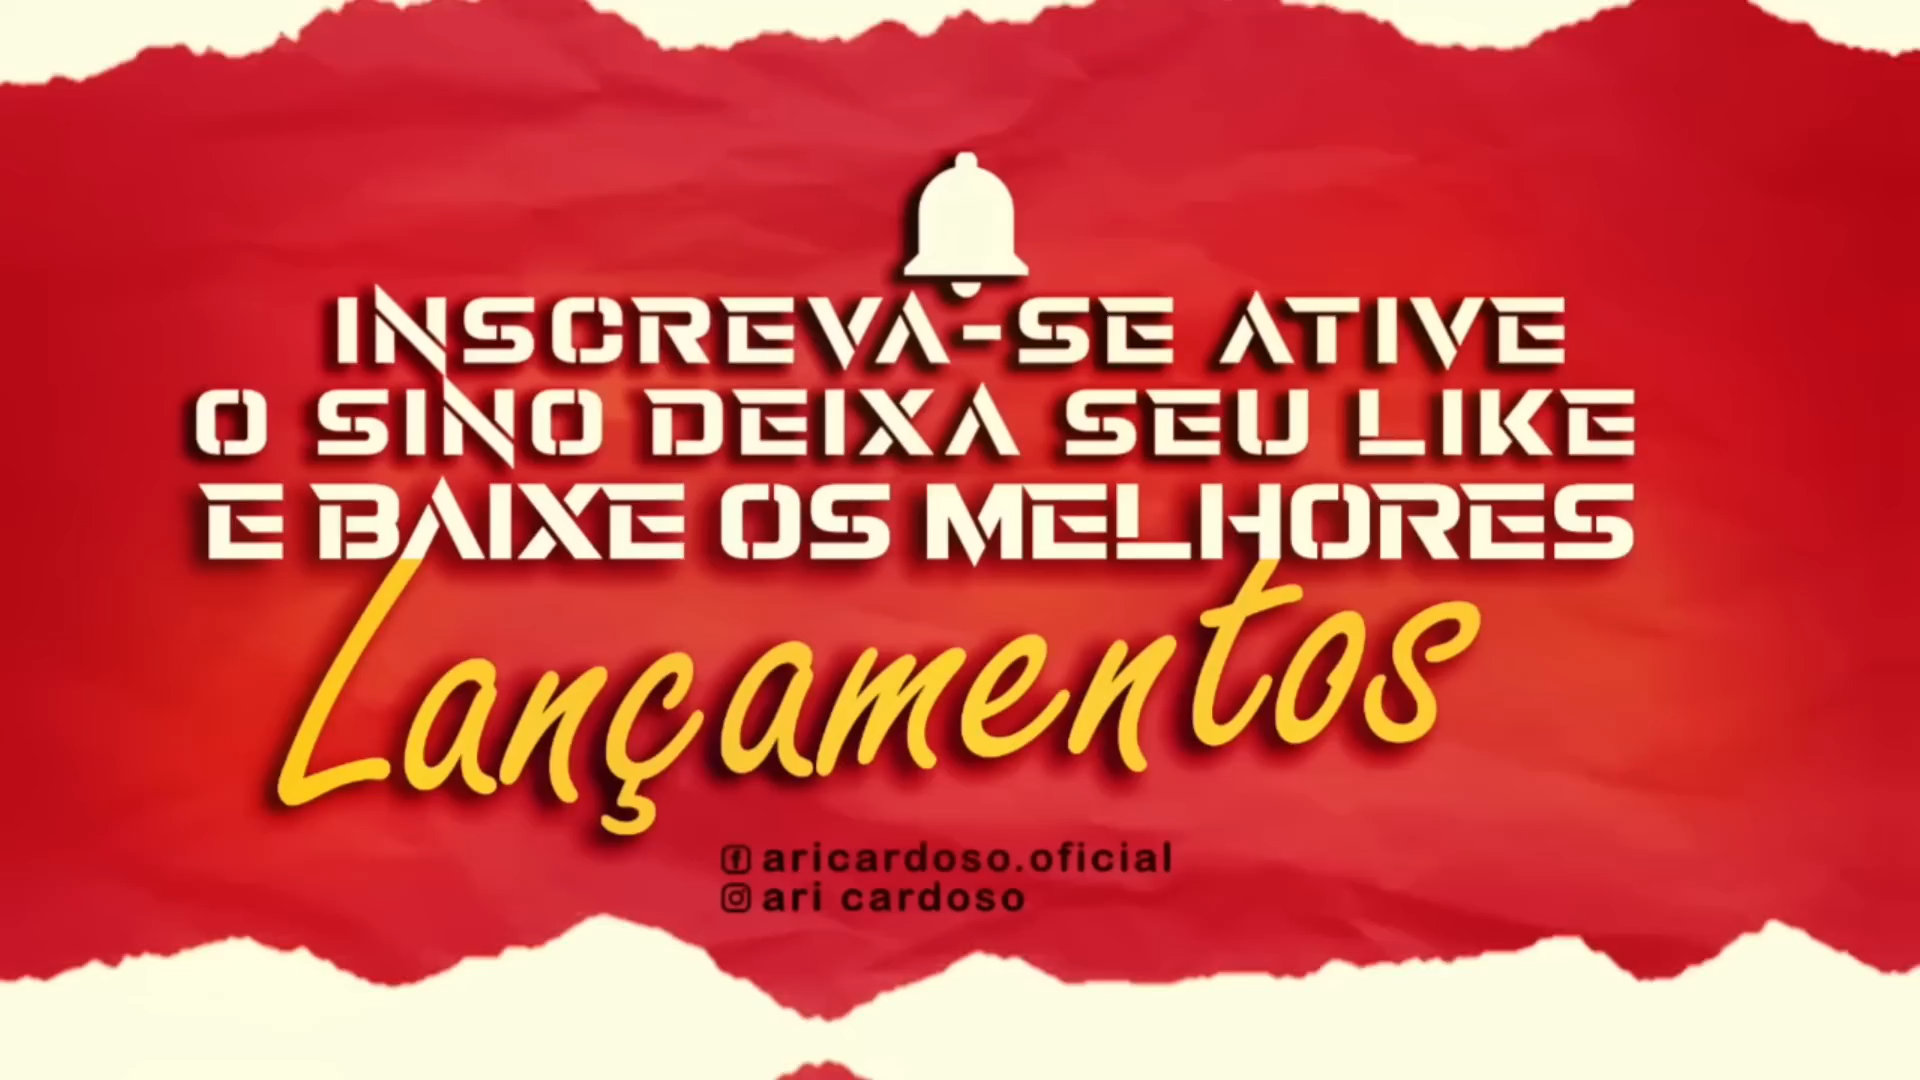 INSCREVA-SE ATIVE
O SINO DEIXA SEU LIKE
E BAIXE OS MELHORES
Lançamentos
aricardoso.oficial
ari cardoso